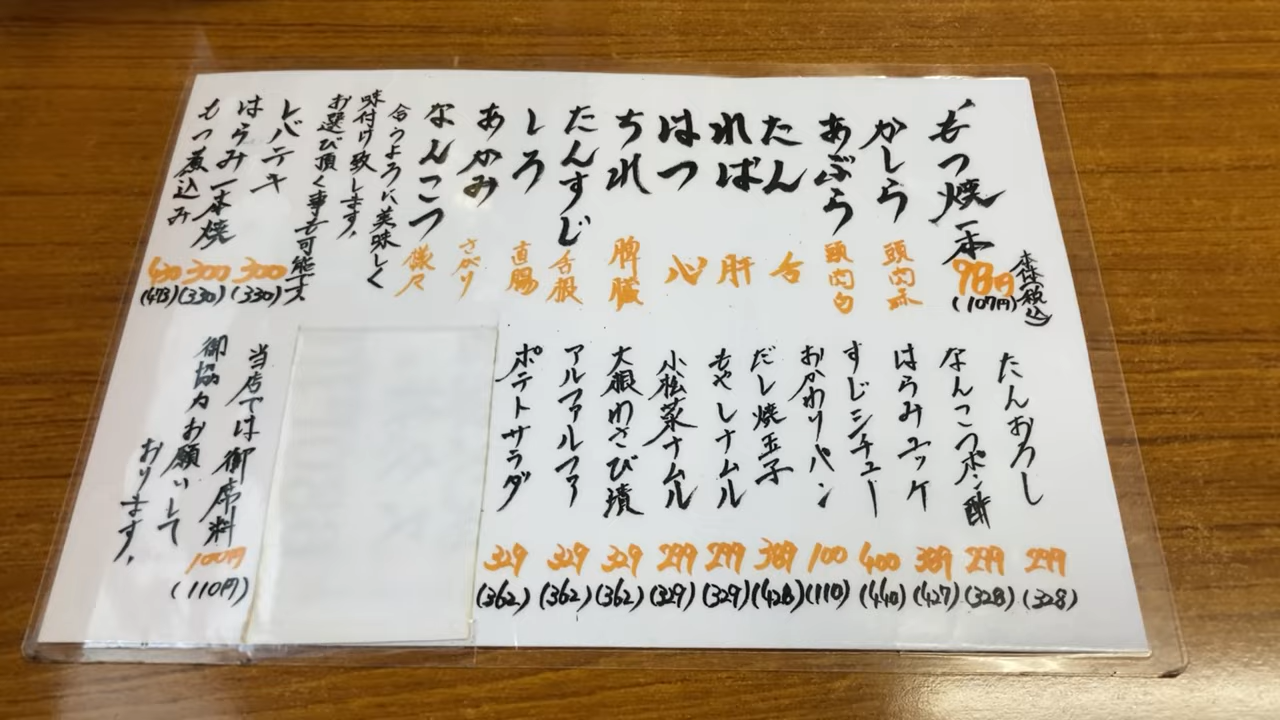 もつ焼一本 98円 (107円)
本体(税込)
かしら 頭肉赤
あぶら 頭肉白
たん 舌
ればー 肝
はつ 心
ちれ 脾臓
たんすじ 舌根
しろ 直腸
あかみ さがり
なんこつ
合うように美味しく
味付け致します。
お選び頂く事も可能です
レバテキ 300 (330)
はらみ一本焼 300 (330)
もつ煮込み 430 (473)
たんおろし 299 (328)
なんこつポン酢 299 (328)
はらみユッケ 389 (427)
すじシチュー 400 (440)
おかわりパン 100 (110)
だし焼玉子 389 (428)
もやしナムル 299 (329)
小松菜ナムル 299 (329)
大根わさび漬 329 (362)
アルファルファ 329 (362)
ポテトサラダ 329 (362)
当店では御席料 100円 (110円)
御協力お願いして
おります。